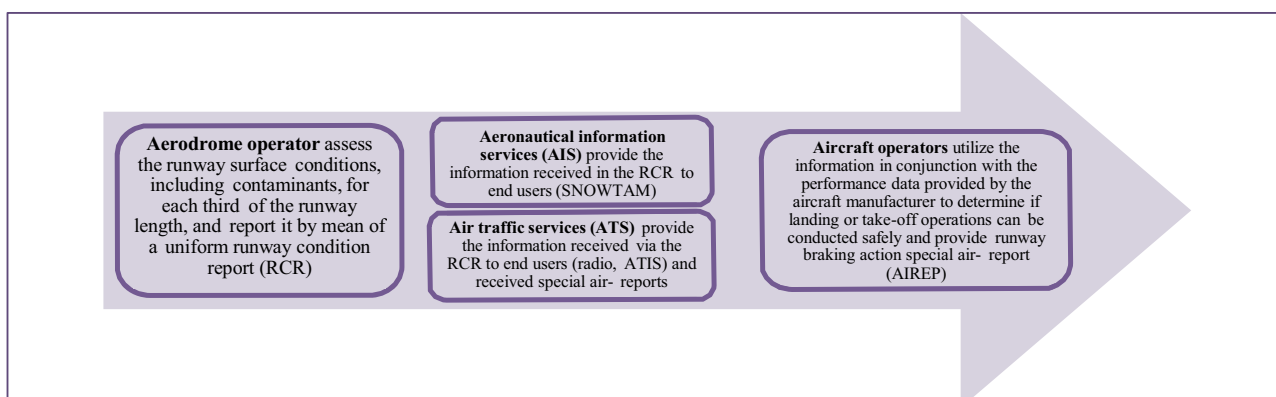 Aerodrome operator assess
the runway surface conditions,
including contaminants, for
each third of the runway
length, and report it by mean of
a uniform runway condition
report (RCR)
Aeronautical information
services (AIS) provide the
information received in the RCR to
end users (SNOWTAM)
Air traffic services (ATS) provide
the information received via the
RCR to end users (radio, ATIS) and
received special air- reports
Aircraft operators utilize the
information in conjunction with the
performance data provided by the
aircraft manufacturer to determine if
landing or take-off operations can be
conducted safely and provide runway
braking action special air- report
(AIREP)